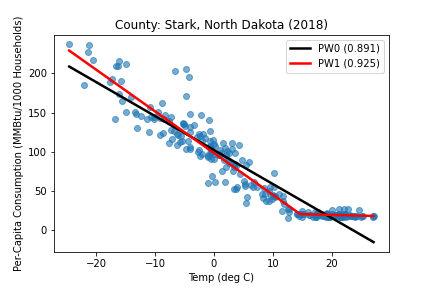 County: Stark, North Dakota (2018)
PW0 (0.891)
PW1 (0.925)
Per-Capita Consumption (MMBtu/1000 Households)
200
150
100
50
0
−20
−10
0
10
20
Temp (deg C)